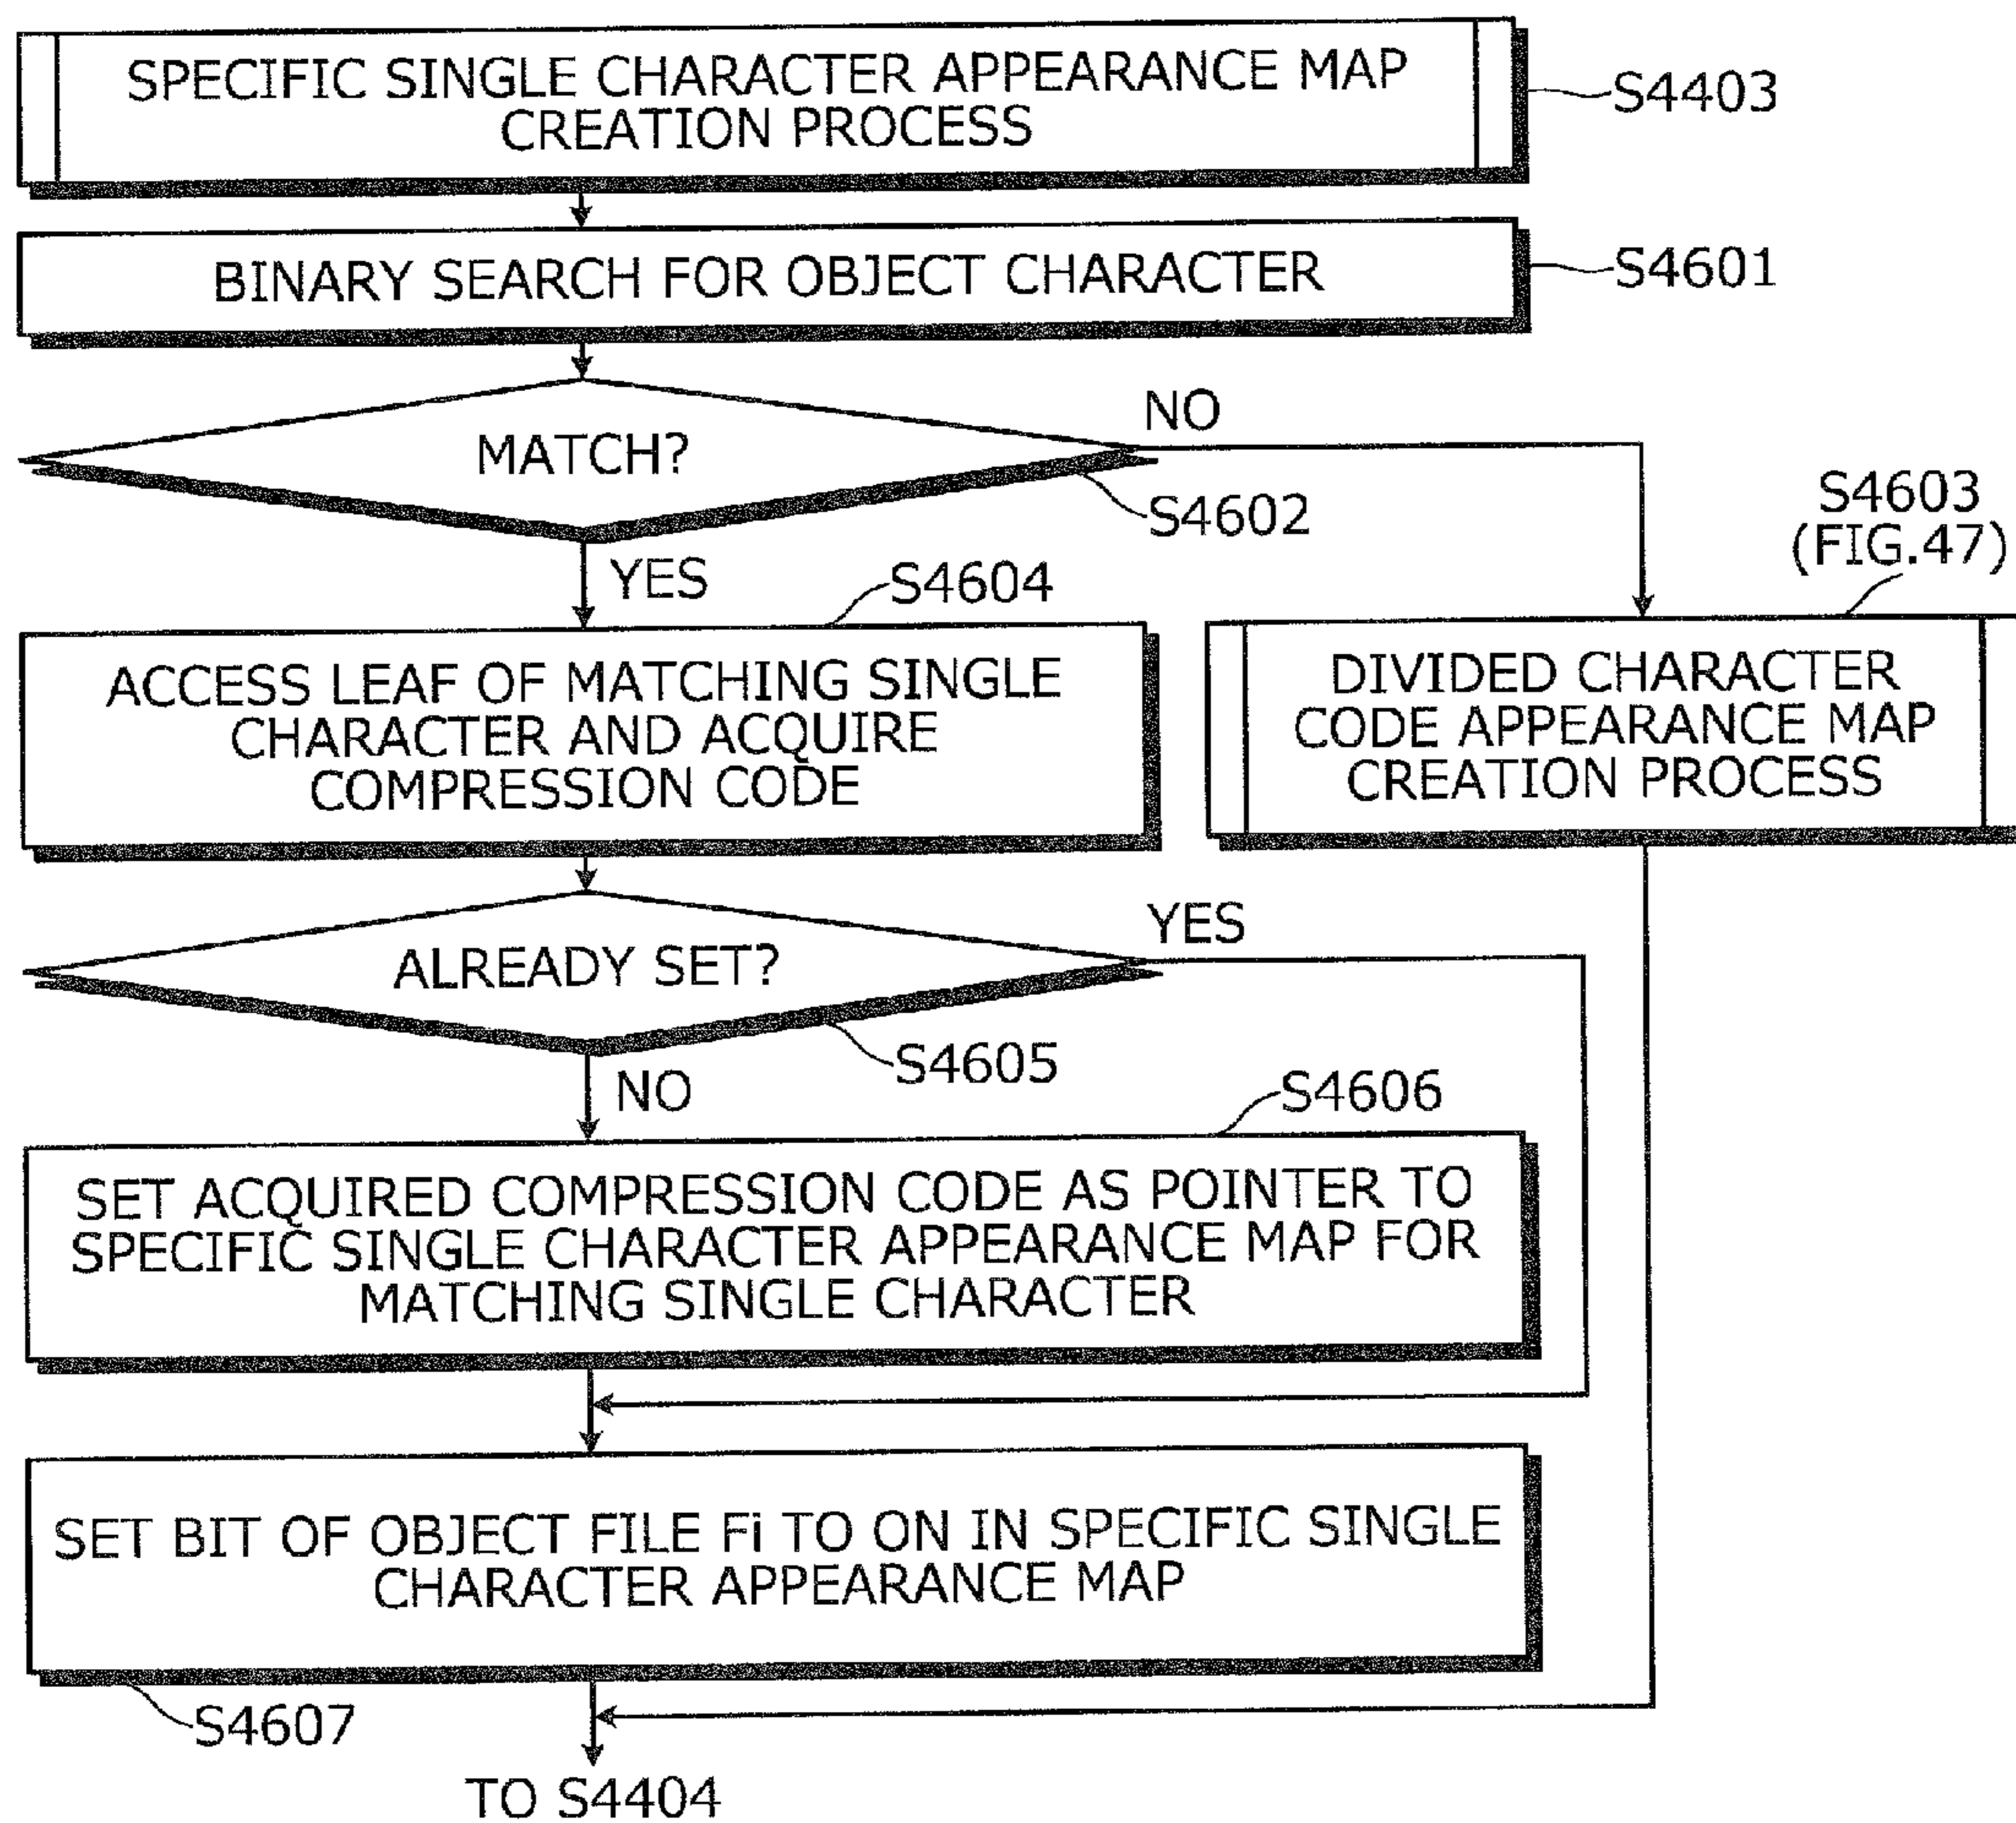 SPECIFIC SINGLE CHARACTER APPEARANCE MAP
CREATION PROCESS
S4403
BINARY SEARCH FOR OBJECT CHARACTER
S4601
MATCH?
NO
S4602
S4603
(FIG.47)
YES
S4604
ACCESS LEAF OF MATCHING SINGLE
CHARACTER AND ACQUIRE
COMPRESSION CODE
DIVIDED CHARACTER
CODE APPEARANCE MAP
CREATION PROCESS
ALREADY SET?
YES
S4605
NO
S4606
SET ACQUIRED COMPRESSION CODE AS POINTER TO
SPECIFIC SINGLE CHARACTER APPEARANCE MAP FOR
MATCHING SINGLE CHARACTER
SET BIT OF OBJECT FILE Fi TO ON IN SPECIFIC SINGLE
CHARACTER APPEARANCE MAP
S4607
TO S4404